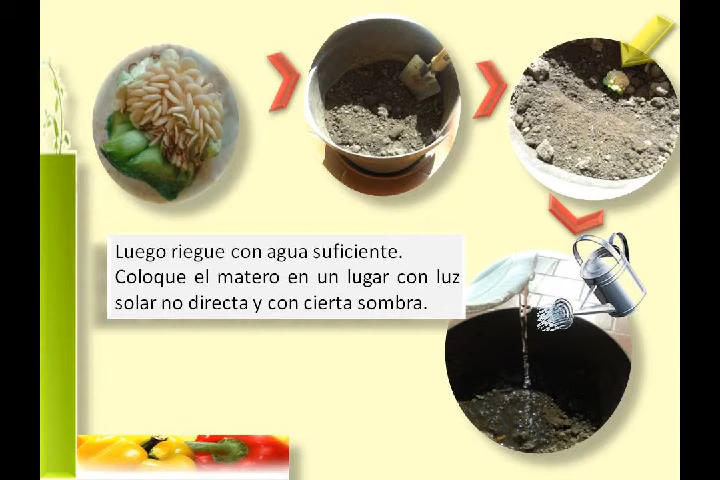 Luego riegue con agua suficiente.
Coloque el matero en un lugar con luz
solar no directa y con cierta sombra.